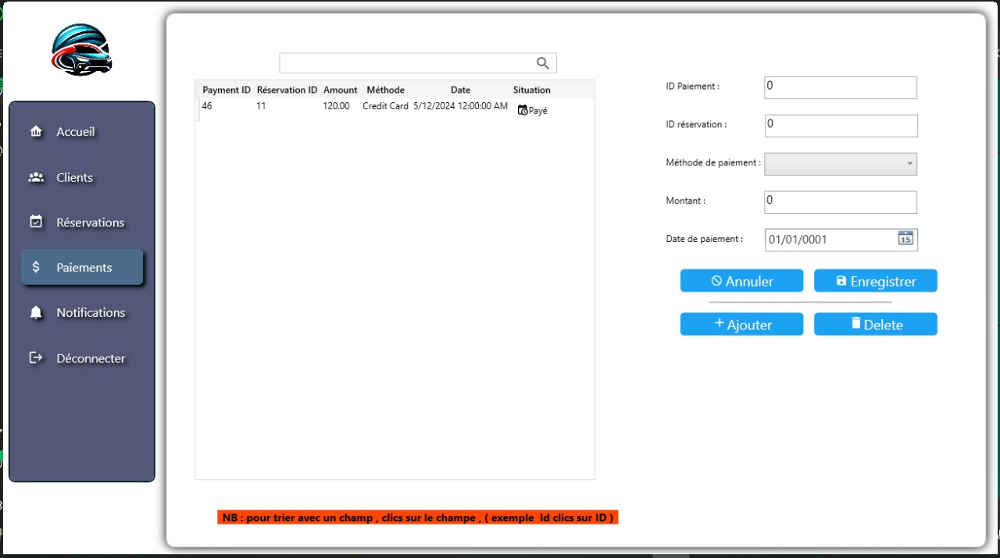 Accueil
Clients
Réservations
Paiements
Notifications
Déconnecter
Payment ID Réservation ID Amount Méthode Date Situation
46 11 120.00 Credit Card 5/12/2024 12:00:00 AM Payé
ID Paiement : 0
ID réservation : 0
Méthode de paiement :
Montant : 0
Date de paiement : 01/01/0001 15
Annuler Enregistrer
Ajouter Delete
NB : pour trier avec un champ , clics sur le champe , ( exemple Id clics sur ID )